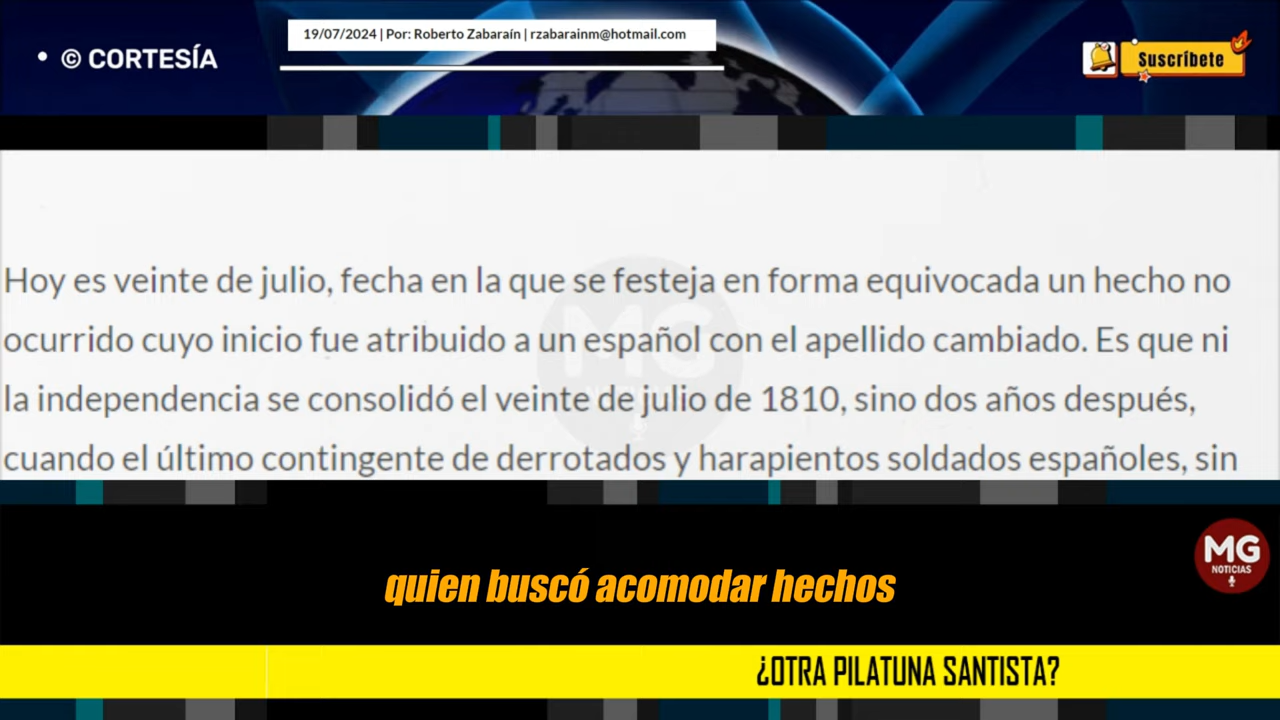 19/07/2024 | Por: Roberto Zabaraín | rzabarainm@hotmail.com
• © CORTESÍA
Suscríbete
Hoy es veinte de julio, fecha en la que se festeja en forma equivocada un hecho no
ocurrido cuyo inicio fue atribuido a un español con el apellido cambiado. Es que ni
la independencia se consolidó el veinte de julio de 1810, sino dos años después,
cuando el último contingente de derrotados y harapientos soldados españoles, sin
MG
NOTICIAS
quien buscó acomodar hechos
MG
NOTICIAS
¿OTRA PILATUNA SANTISTA?